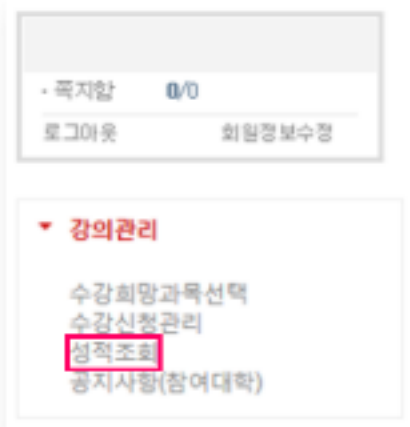 · 쪽지함 0/0
로그아웃 회원정보수정
▼ 강의관리
수강희망과목선택
수강신청관리
성적조회
공지사항(참여대학)